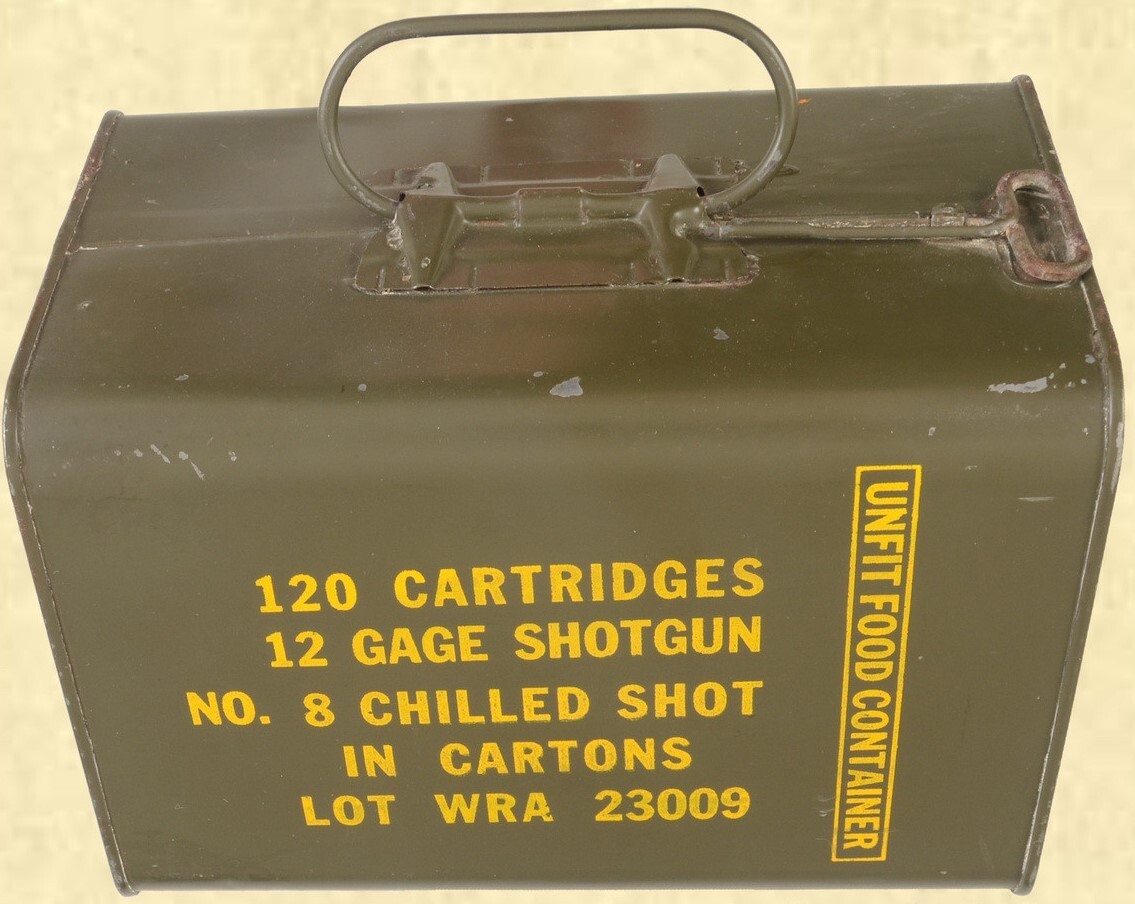 120 CARTRIDGES
12 GAGE SHOTGUN
NO. 8 CHILLED SHOT
IN CARTONS
LOT WRA 23009
UNFIT FOOD CONTAINER